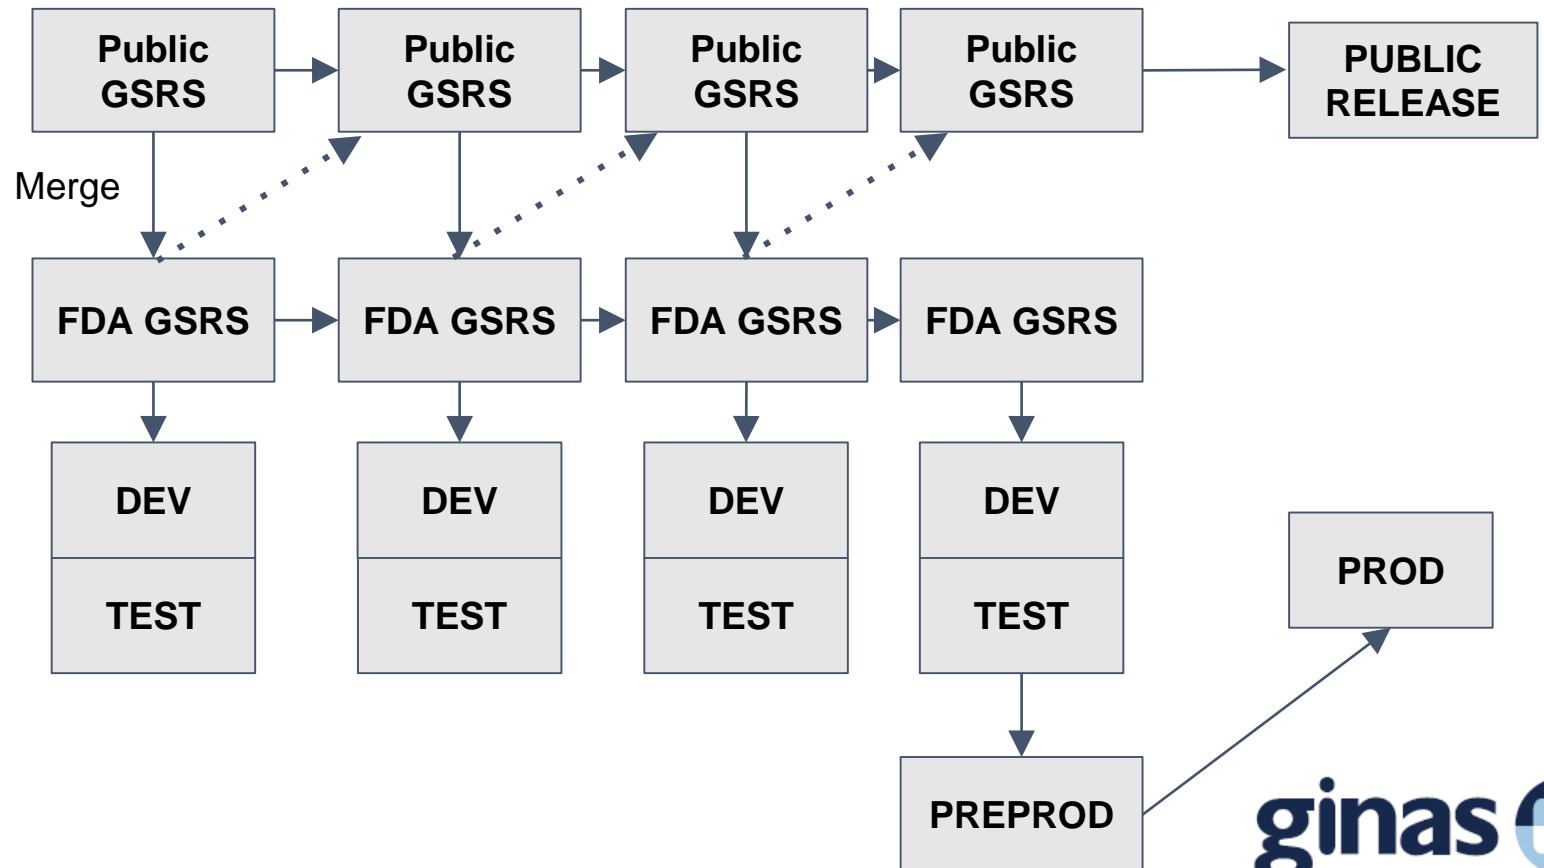 Public
GSRS
Public
GSRS
Public
GSRS
Public
GSRS
PUBLIC
RELEASE
Merge
FDA GSRS
FDA GSRS
FDA GSRS
FDA GSRS
DEV
DEV
DEV
DEV
PROD
TEST
TEST
TEST
TEST
PREPROD
ginas